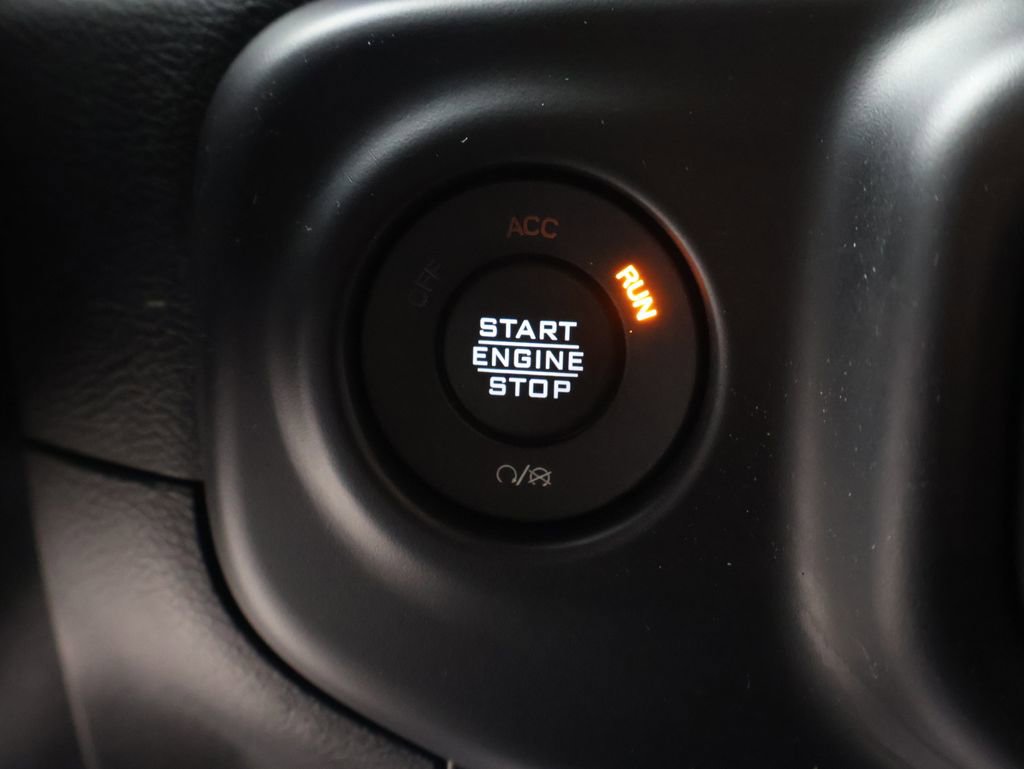 ACC
OFF
RUN
START
ENGINE
STOP